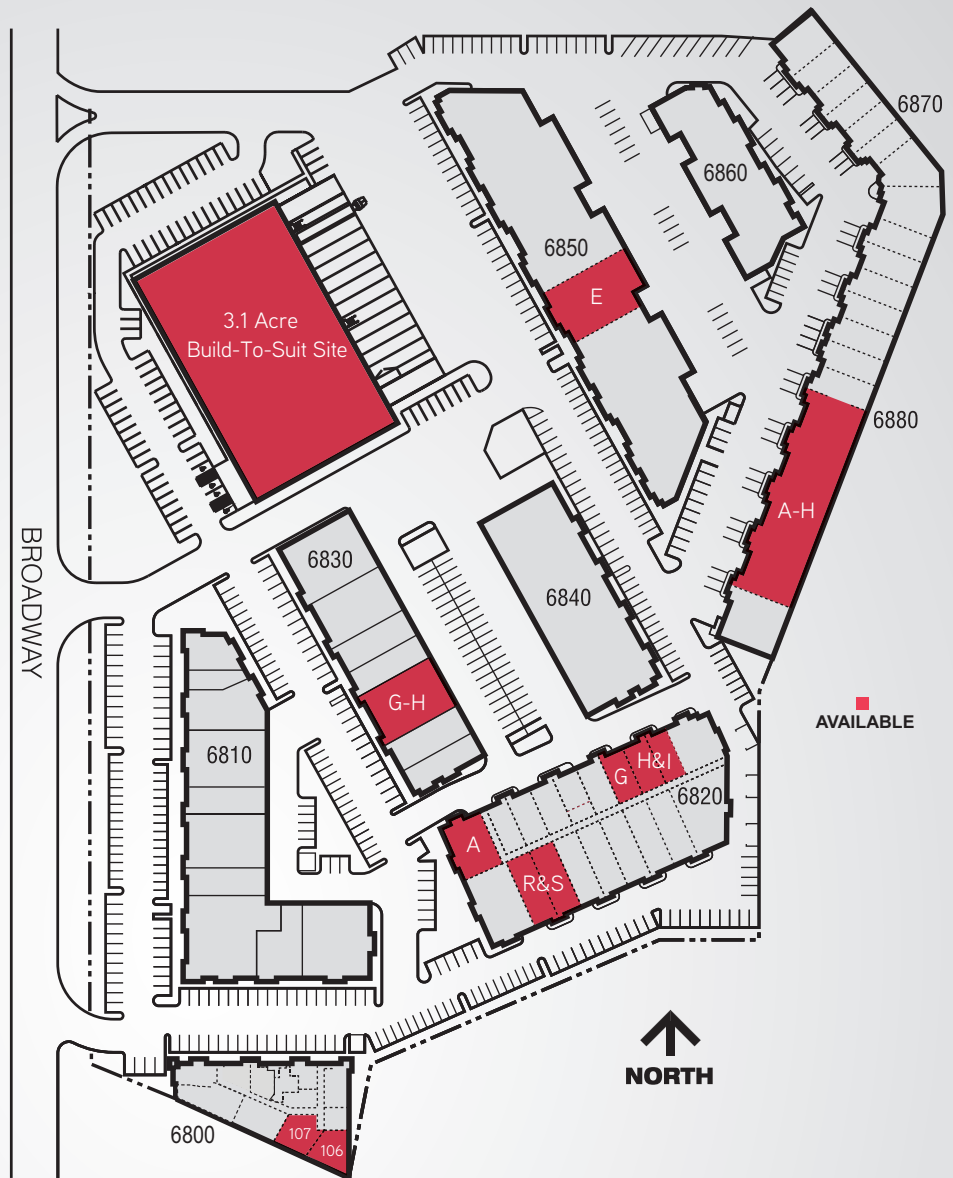 6870
6860
6850
E
3.1 Acre
Build-To-Suit Site
6880
A-H
BROADWAY
6830
6840
G-H
AVAILABLE
6810
H&I
G
6820
A
R&S
NORTH
107
106
6800